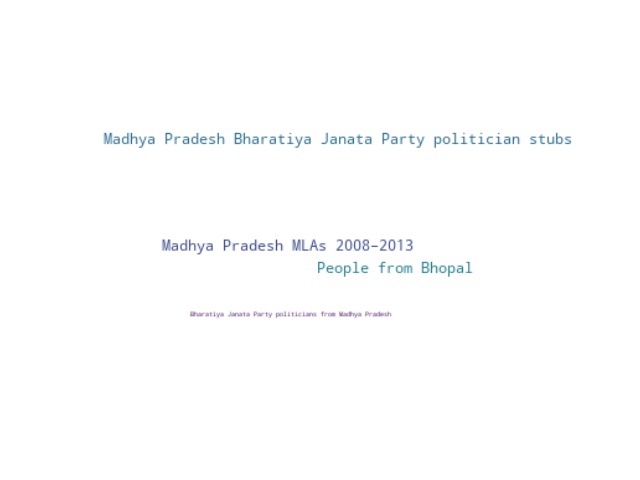 Madhya Pradesh Bharatiya Janata Party politician stubs
Madhya Pradesh MLAs 2008–2013
People from Bhopal
Bharatiya Janata Party politicians from Madhya Pradesh